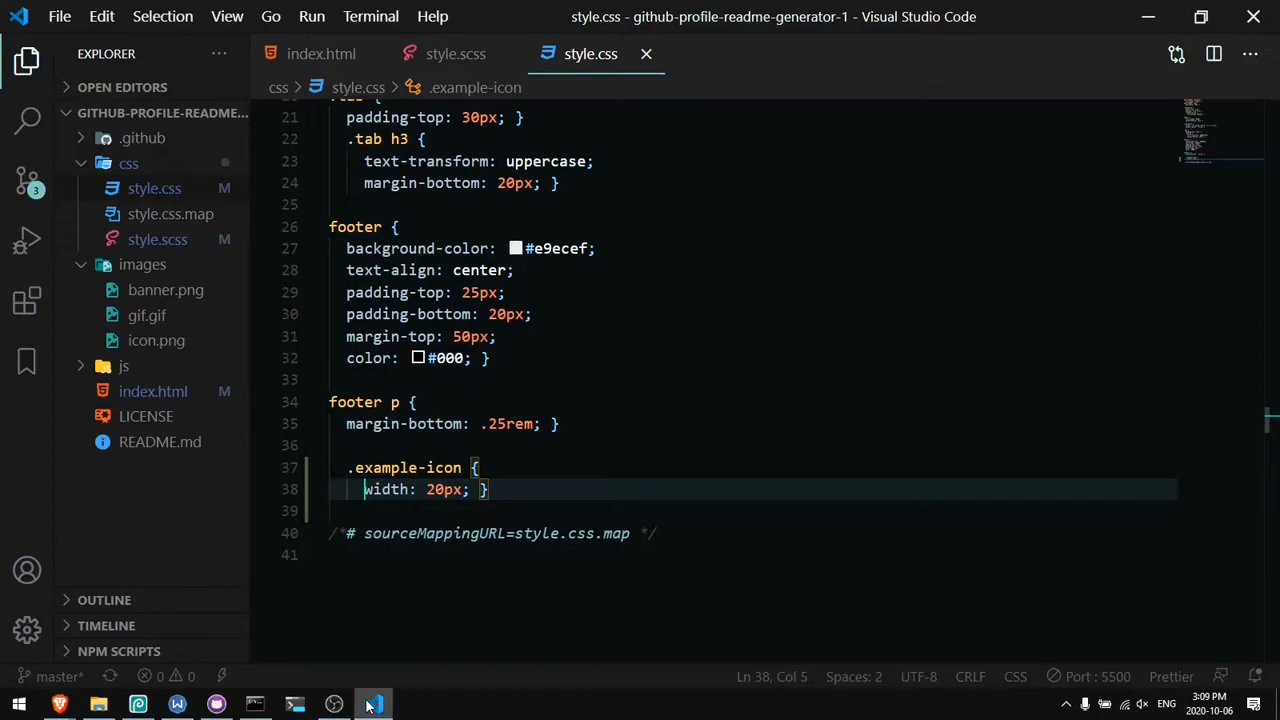 File Edit Selection View Go Run Terminal Help style.css - github-profile-readme-generator-1 - Visual Studio Code
EXPLORER
index.html style.scss style.css
OPEN EDITORS
css > style.css > .example-icon
GITHUB-PROFILE-README...
.github
css
style.css M
style.css.map
style.scss M
images
banner.png
gif.gif
icon.png
js
index.html M
LICENSE
README.md
OUTLINE
TIMELINE
NPM SCRIPTS
21 padding-top: 30px; }
22 .tab h3 {
23 text-transform: uppercase;
24 margin-bottom: 20px; }
25
26 footer {
27 background-color: #e9ecef;
28 text-align: center;
29 padding-top: 25px;
30 padding-bottom: 20px;
31 margin-top: 50px;
32 color: #000; }
33
34 footer p {
35 margin-bottom: .25rem; }
36
37 .example-icon {
38 width: 20px; }
39
40 /*# sourceMappingURL=style.css.map */
41
3
master* 0 0 Ln 38, Col 5 Spaces: 2 UTF-8 CRLF CSS Port : 5500 Prettier
ENG 3:09 PM
2020-10-06